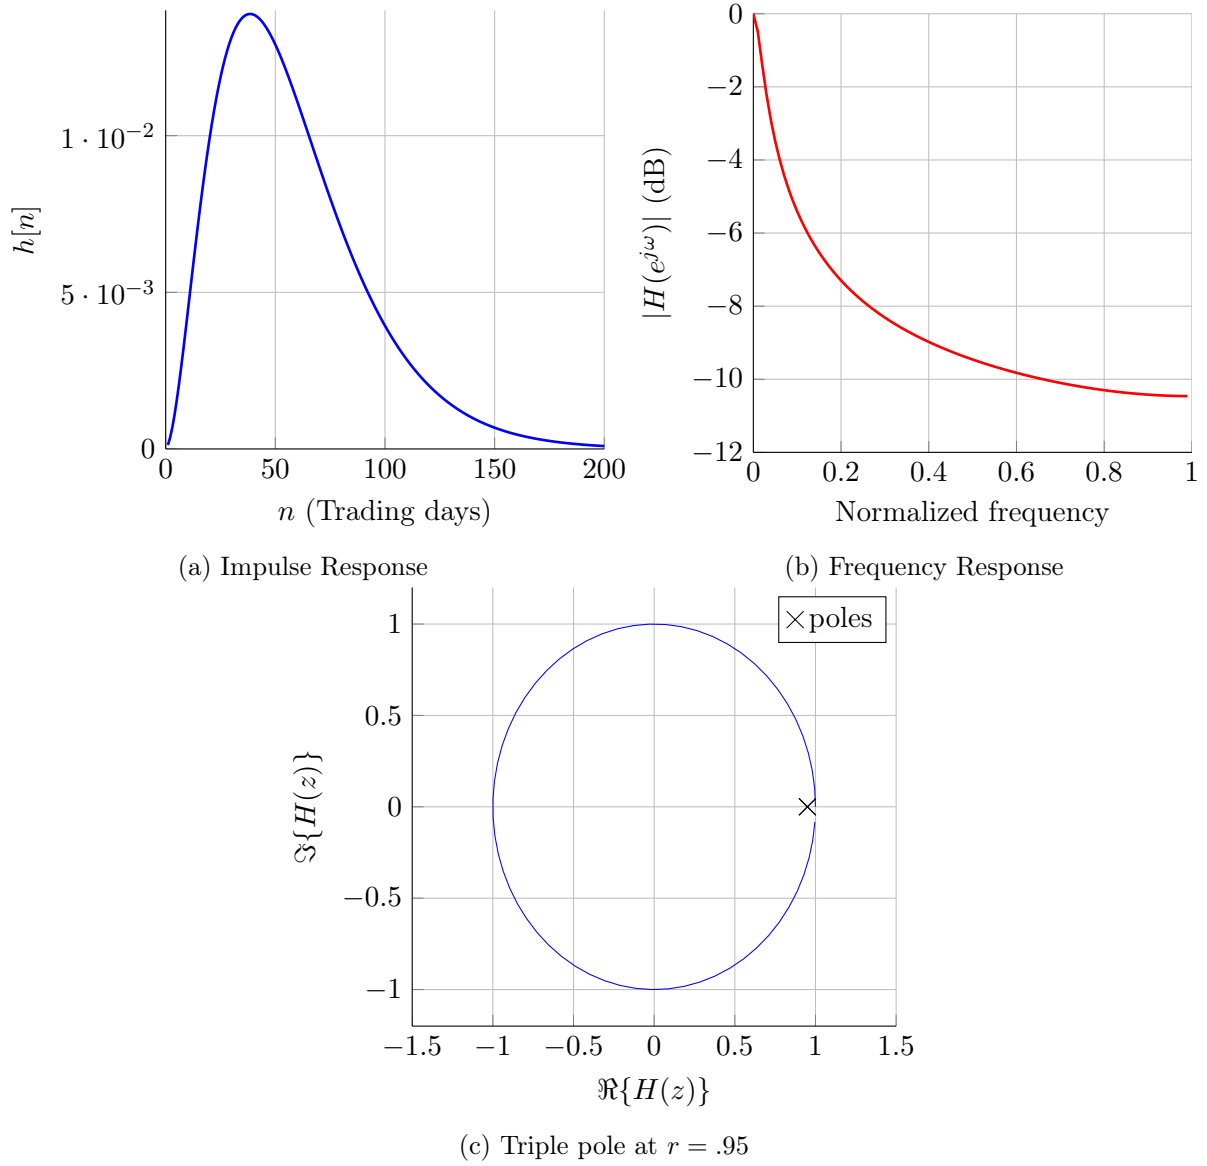 1 · 10⁻²
5 · 10⁻³
0
h[n]
0 50 100 150 200
n (Trading days)
(a) Impulse Response
0
−2
−4
−6
−8
−10
−12
|H(e^{jω})| (dB)
0 0.2 0.4 0.6 0.8 1
Normalized frequency
(b) Frequency Response
poles
1
0.5
0
−0.5
−1
ℑ{H(z)}
−1.5 −1 −0.5 0 0.5 1 1.5
ℜ{H(z)}
(c) Triple pole at r = .95